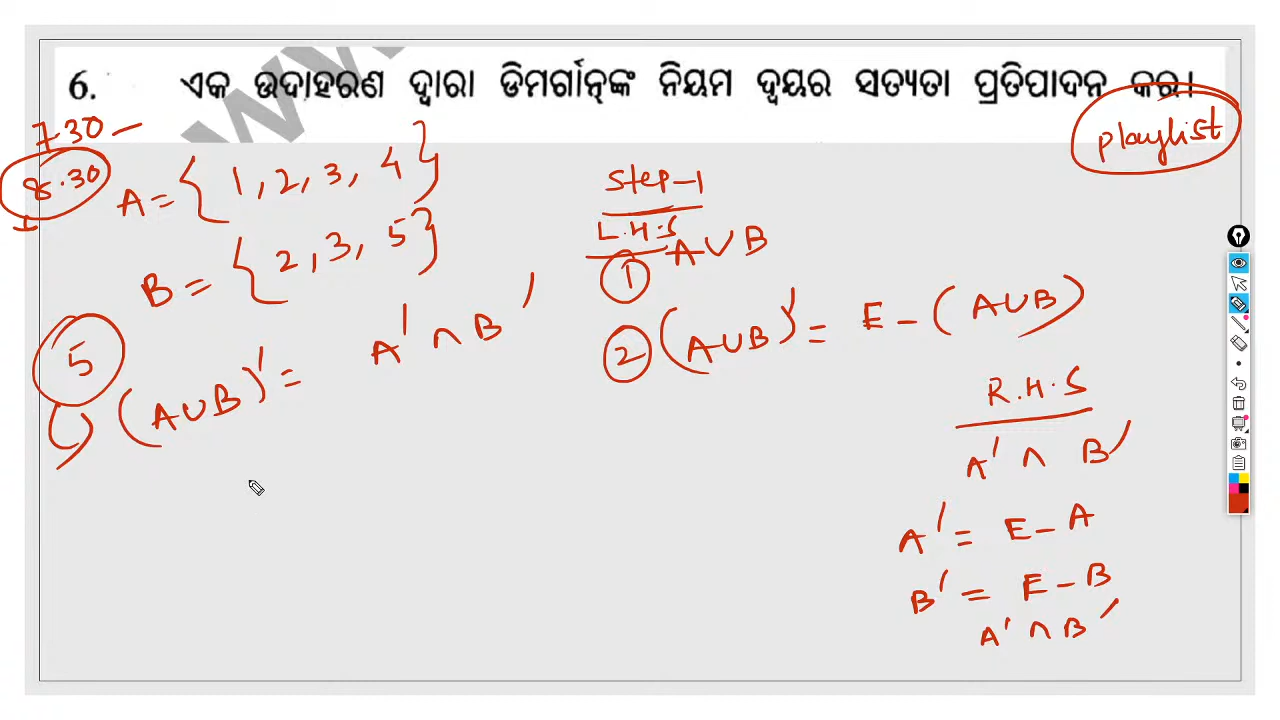 6. ଏକ ଉଦାହରଣ ଦ୍ୱାରା ଡିମର୍ଗାନ୍‌ଙ୍କ ନିୟମ ଦ୍ୱୟର ସତ୍ୟତା ପ୍ରତିପାଦନ କର।
playlist
7 30 –
8.30
A = { 1, 2, 3, 4 }
B = { 2, 3, 5 }
5
(A∪B)' = A' ∩ B'
Step-1
L.H.S
① A∪B
② (A∪B)' = E – (A∪B)
R.H.S
A' ∩ B'
A' = E – A
B' = E – B
A' ∩ B'